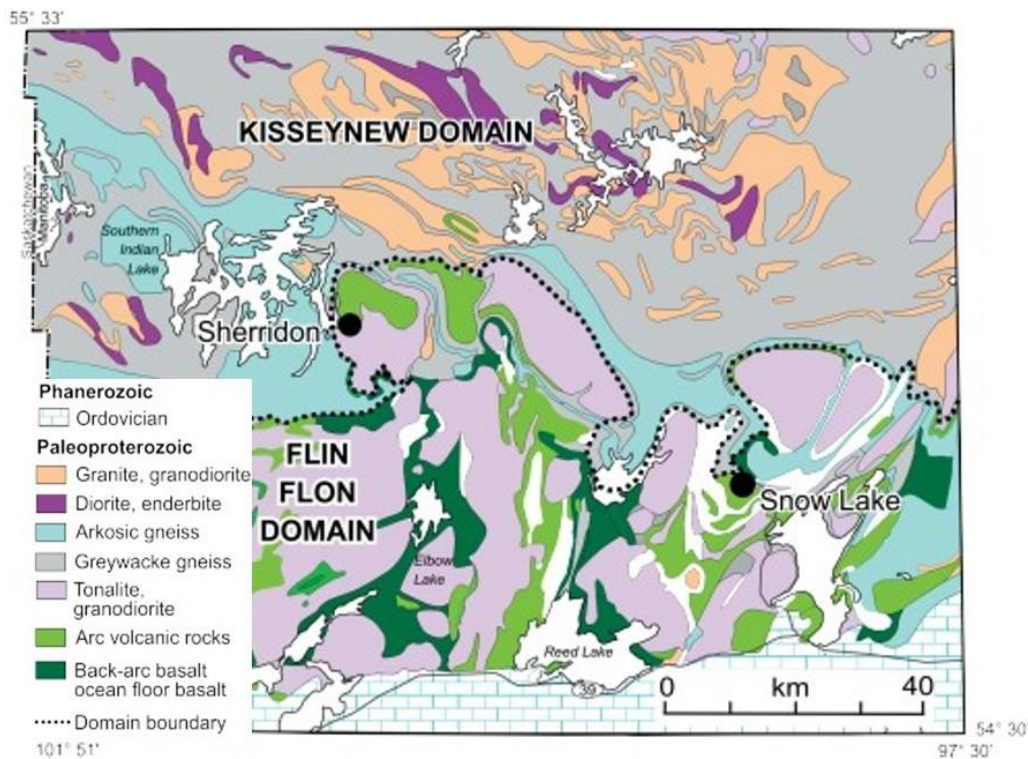 55° 33'
KISSEYNEW DOMAIN
Saskatchewan
Manitoba
Southern
Indian
Lake
Sherridon
Phanerozoic
Ordovician
Paleoproterozoic
Granite, granodiorite
Diorite, enderbite
Arkosic gneiss
Greywacke gneiss
Tonalite,
granodiorite
Arc volcanic rocks
Back-arc basalt
ocean floor basalt
Domain boundary
FLIN
FLON
DOMAIN
Snow Lake
Elbow
Lake
Reed Lake
39
0 km 40
54° 30'
101° 51'
97° 30'